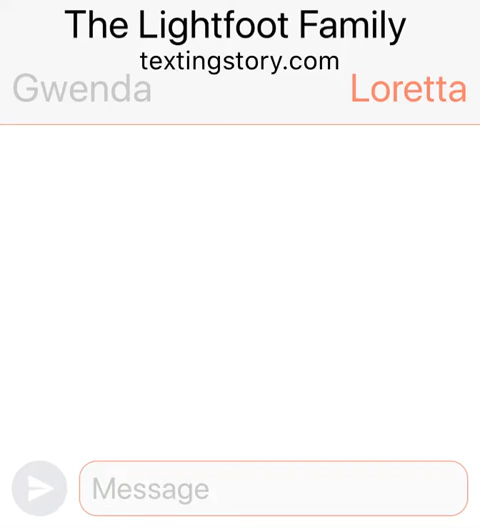 The Lightfoot Family
textingstory.com
Gwenda Loretta
Message